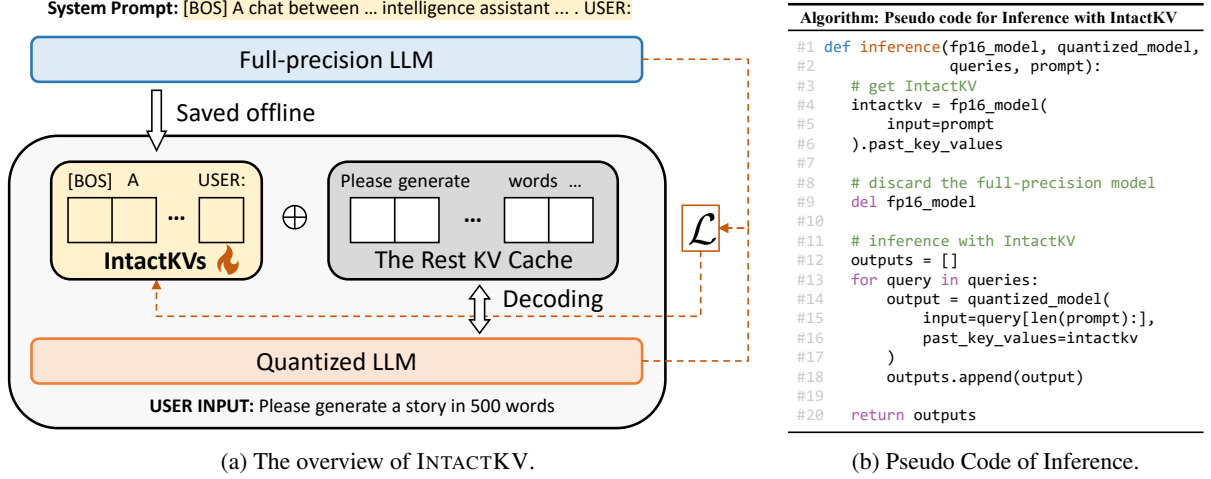 System Prompt: [BOS] A chat between ... intelligence assistant ... . USER:
Full-precision LLM
Saved offline
[BOS] A USER:
...
IntactKVs
⊕
Please generate words ...
...
The Rest KV Cache
ℒ
Decoding
Quantized LLM
USER INPUT: Please generate a story in 500 words
(a) The overview of INTACTKV.
Algorithm: Pseudo code for Inference with IntactKV
#1 def inference(fp16_model, quantized_model,
#2 queries, prompt):
#3 # get IntactKV
#4 intactkv = fp16_model(
#5 input=prompt
#6 ).past_key_values
#7
#8 # discard the full-precision model
#9 del fp16_model
#10
#11 # inference with IntactKV
#12 outputs = []
#13 for query in queries:
#14 output = quantized_model(
#15 input=query[len(prompt):],
#16 past_key_values=intactkv
#17 )
#18 outputs.append(output)
#19
#20 return outputs
(b) Pseudo Code of Inference.